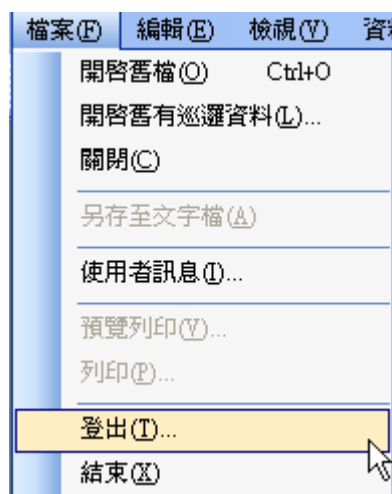 檔案(F) 編輯(E) 檢視(V)
開啓舊檔(O) Ctrl+O
開啓舊有巡邏資料(L)...
關閉(C)
另存至文字檔(A)
使用者訊息(I)...
預覽列印(V)...
列印(P)...
登出(T)...
結束(X)